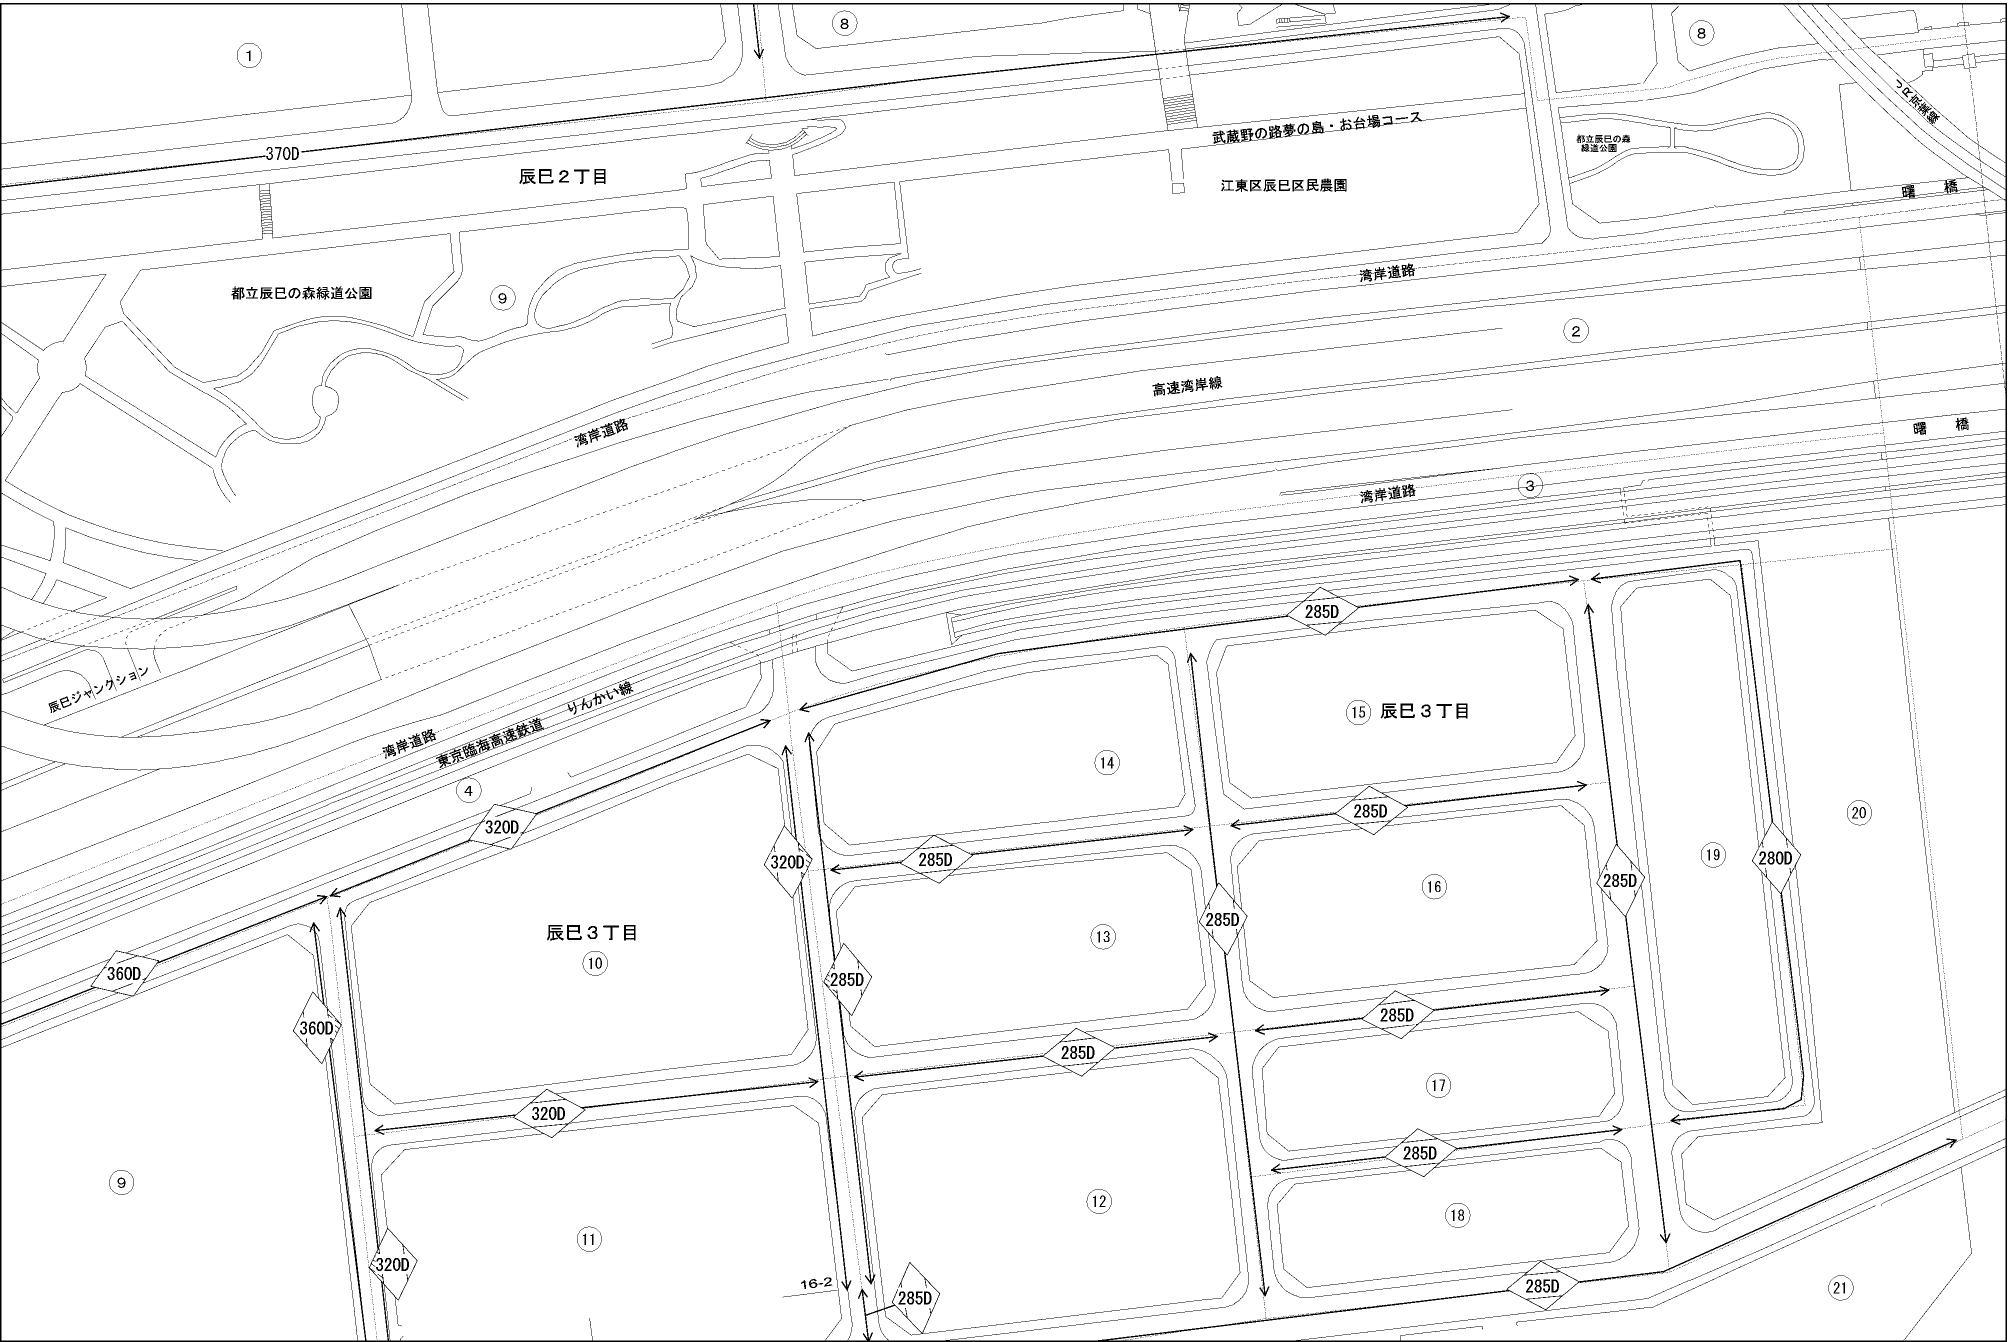 ①
⑧
⑧
JR京葉線
370D
武蔵野の路夢の島・お台場コース
都立辰巳の森
緑道公園
辰巳２丁目
江東区辰巳区民農園
曙橋
湾岸道路
都立辰巳の森緑道公園
⑨
②
高速湾岸線
湾岸道路
曙橋
③
湾岸道路
285D
辰巳ジャンクション
りんかい線
湾岸道路
東京臨海高速鉄道
⑮ 辰巳３丁目
⑭
④
320D
285D
⑳
320D
285D
⑲
280D
285D
⑯
285D
辰巳３丁目
⑩
⑬
360D
285D
360D
285D
285D
320D
⑰
285D
⑨
⑫
⑱
⑪
320D
16-2
285D
285D
㉑